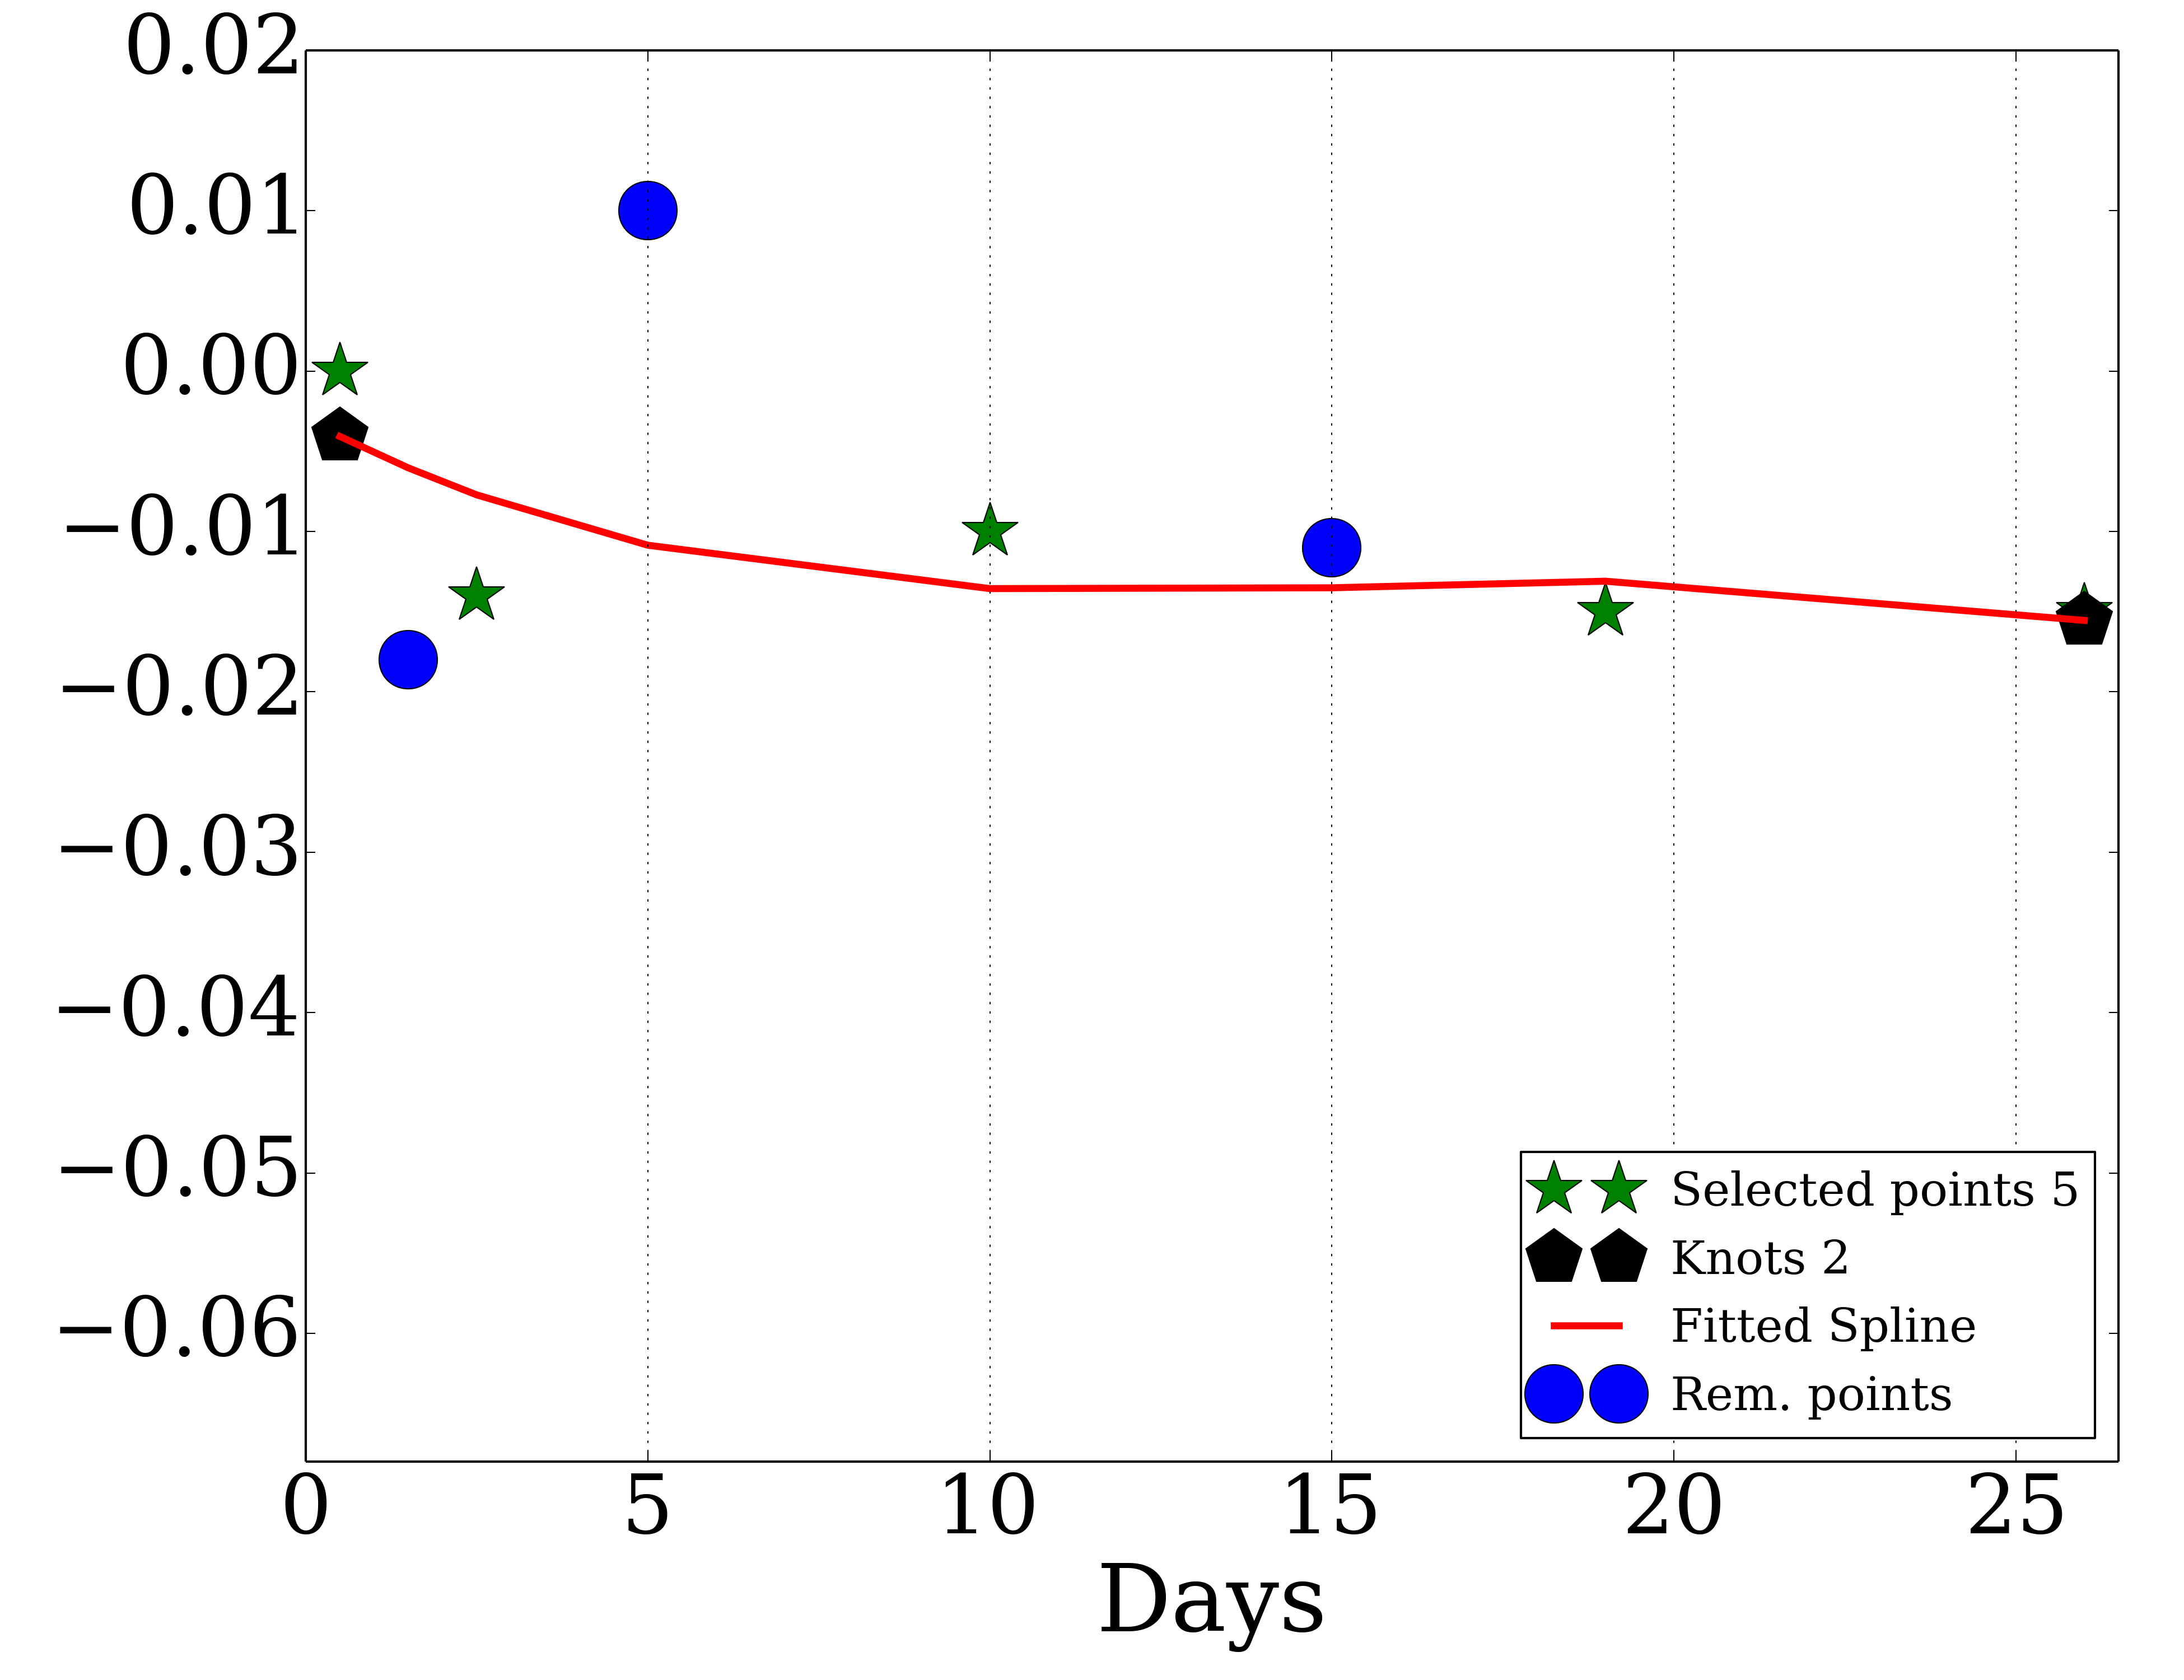 0.02
0.01
0.00
−0.01
−0.02
−0.03
−0.04
−0.05
−0.06
Selected points 5
Knots 2
Fitted Spline
Rem. points
0 5 10 15 20 25
Days